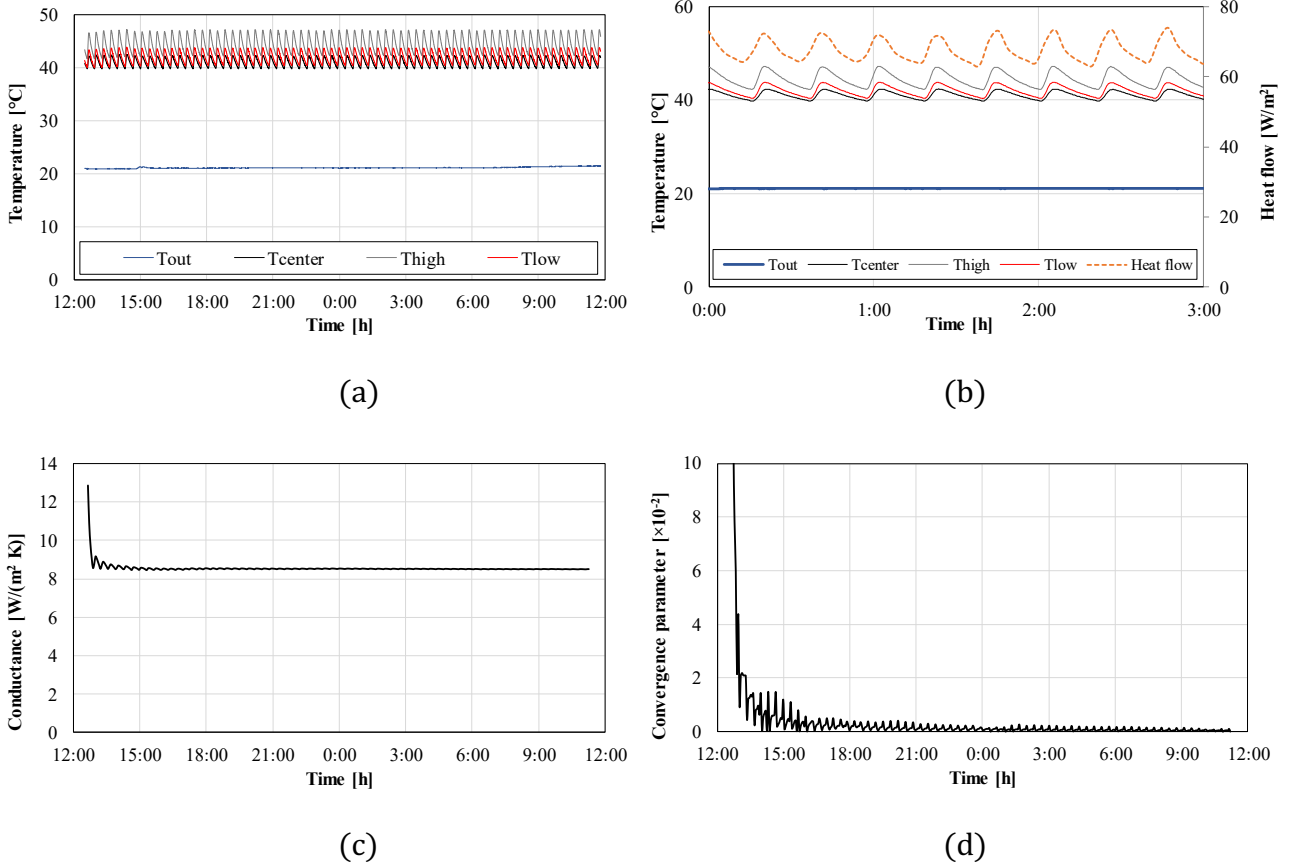 50
40
30
20
10
0
Temperature [°C]
Tout Tcenter Thigh Tlow
12:00 15:00 18:00 21:00 0:00 3:00 6:00 9:00 12:00
Time [h]
(a)
60
40
20
0
Temperature [°C]
80
60
40
20
0
Heat flow [W/m²]
Tout Tcenter Thigh Tlow Heat flow
0:00 1:00 2:00 3:00
Time [h]
(b)
14
12
10
8
6
4
2
0
Conductance [W/(m² K)]
12:00 15:00 18:00 21:00 0:00 3:00 6:00 9:00 12:00
Time [h]
(c)
10
8
6
4
2
0
Convergence parameter [×10⁻²]
12:00 15:00 18:00 21:00 0:00 3:00 6:00 9:00 12:00
Time [h]
(d)